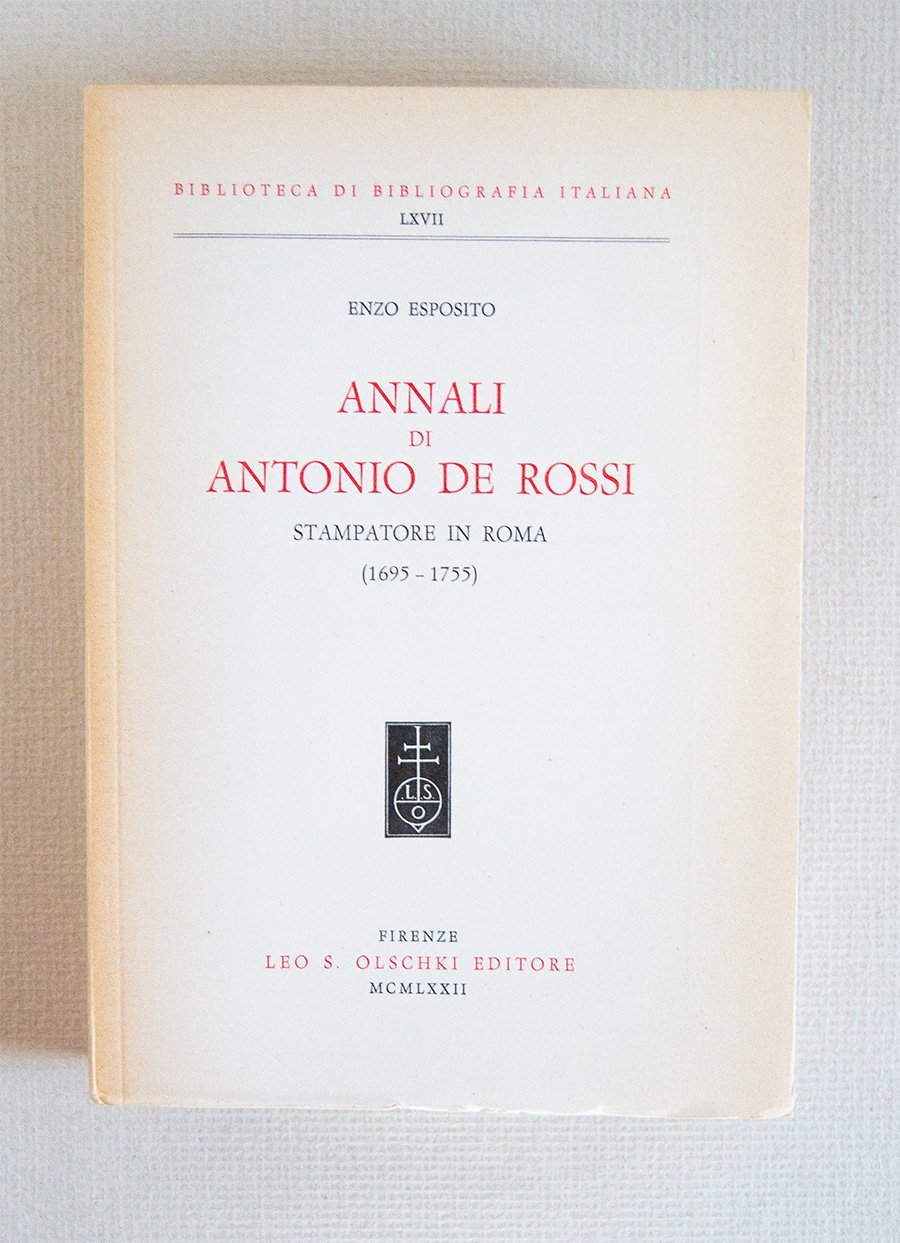 BIBLIOTECA DI BIBLIOGRAFIA ITALIANA
LXVII
ENZO ESPOSITO
ANNALI
DI
ANTONIO DE ROSSI
STAMPATORE IN ROMA
(1695 – 1755)
.L.S.
O
FIRENZE
LEO S. OLSCHKI EDITORE
MCMLXXII